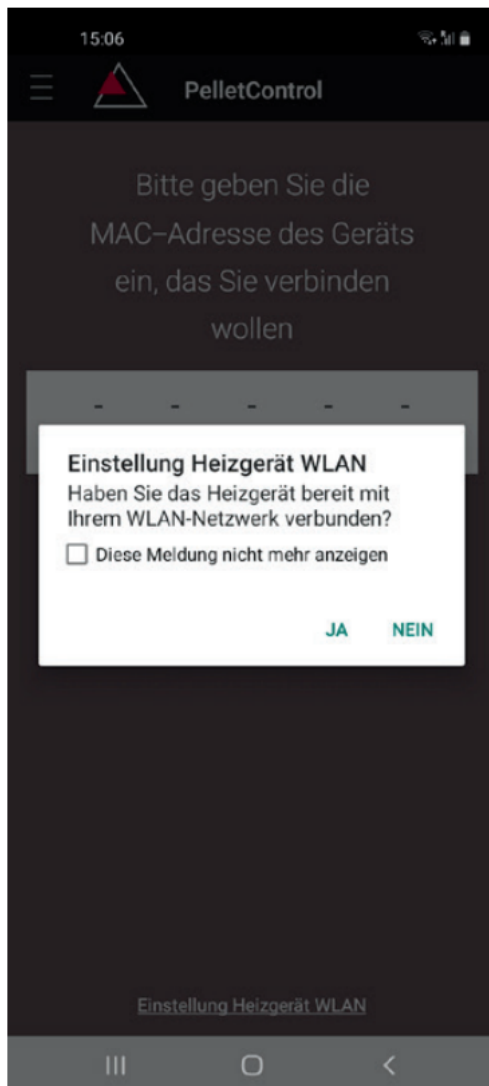 15:06
PelletControl
Bitte geben Sie die
MAC-Adresse des Geräts
ein, das Sie verbinden
wollen
- - - - -
Einstellung Heizgerät WLAN
Haben Sie das Heizgerät bereit mit
Ihrem WLAN-Netzwerk verbunden?
Diese Meldung nicht mehr anzeigen
JA NEIN
Einstellung Heizgerät WLAN